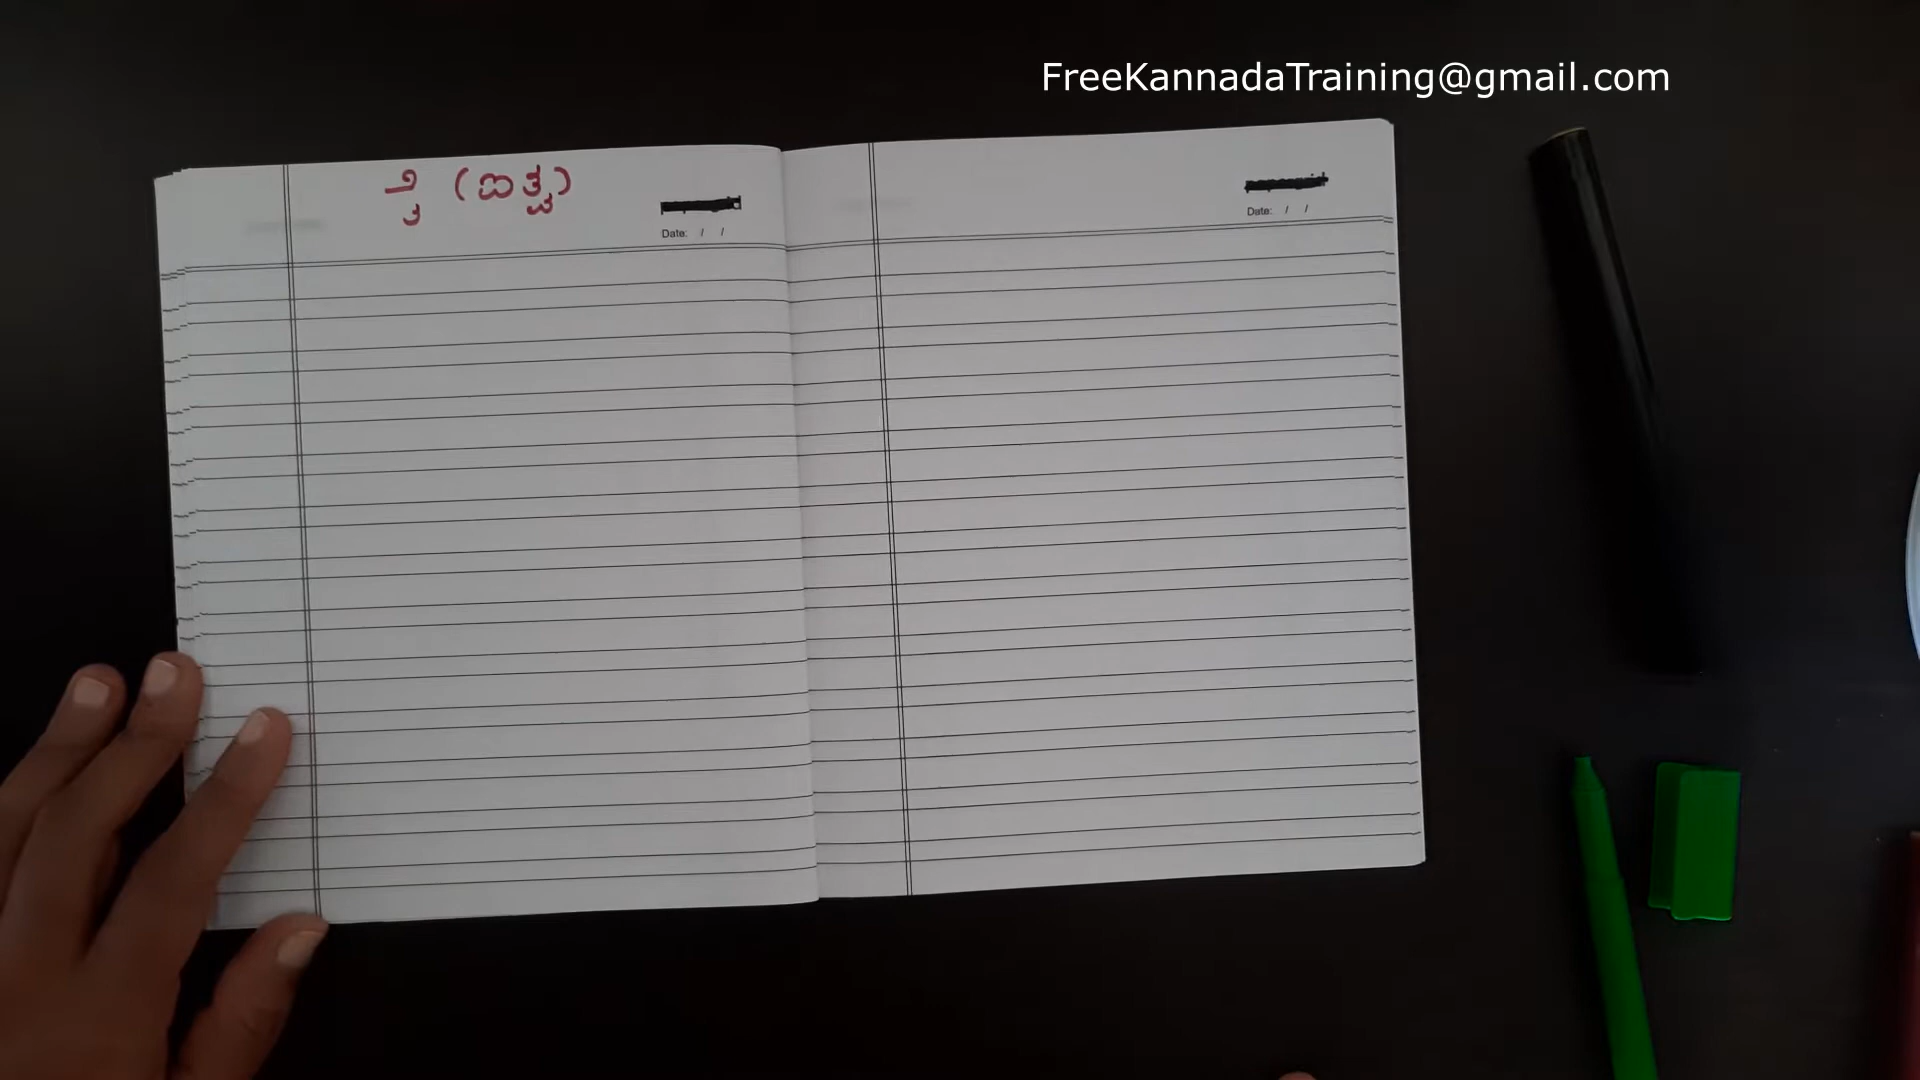 FreeKannadaTraining@gmail.com
ೈ (ಐತ್ವ)
Date: / /
Date: / /